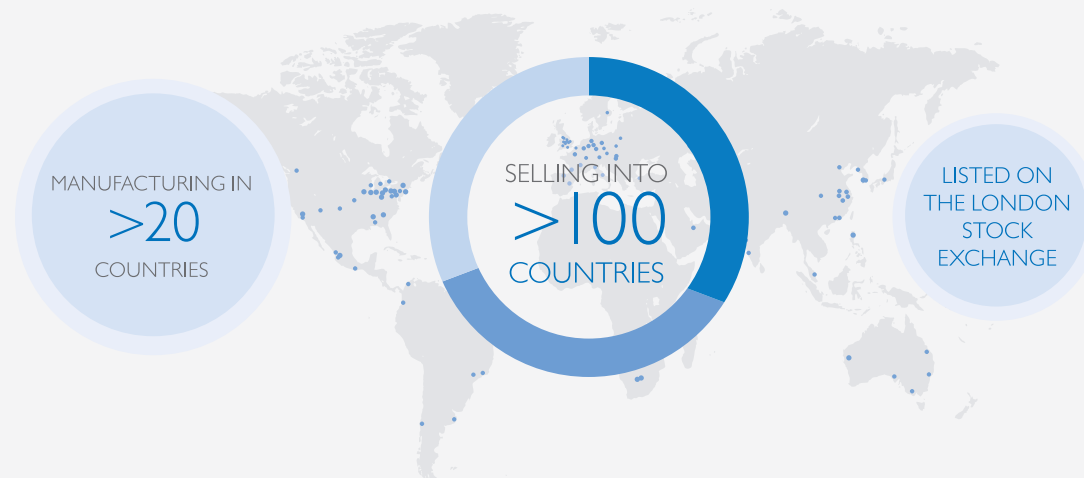 MANUFACTURING IN
>20
COUNTRIES
SELLING INTO
>100
COUNTRIES
LISTED ON
THE LONDON
STOCK
EXCHANGE